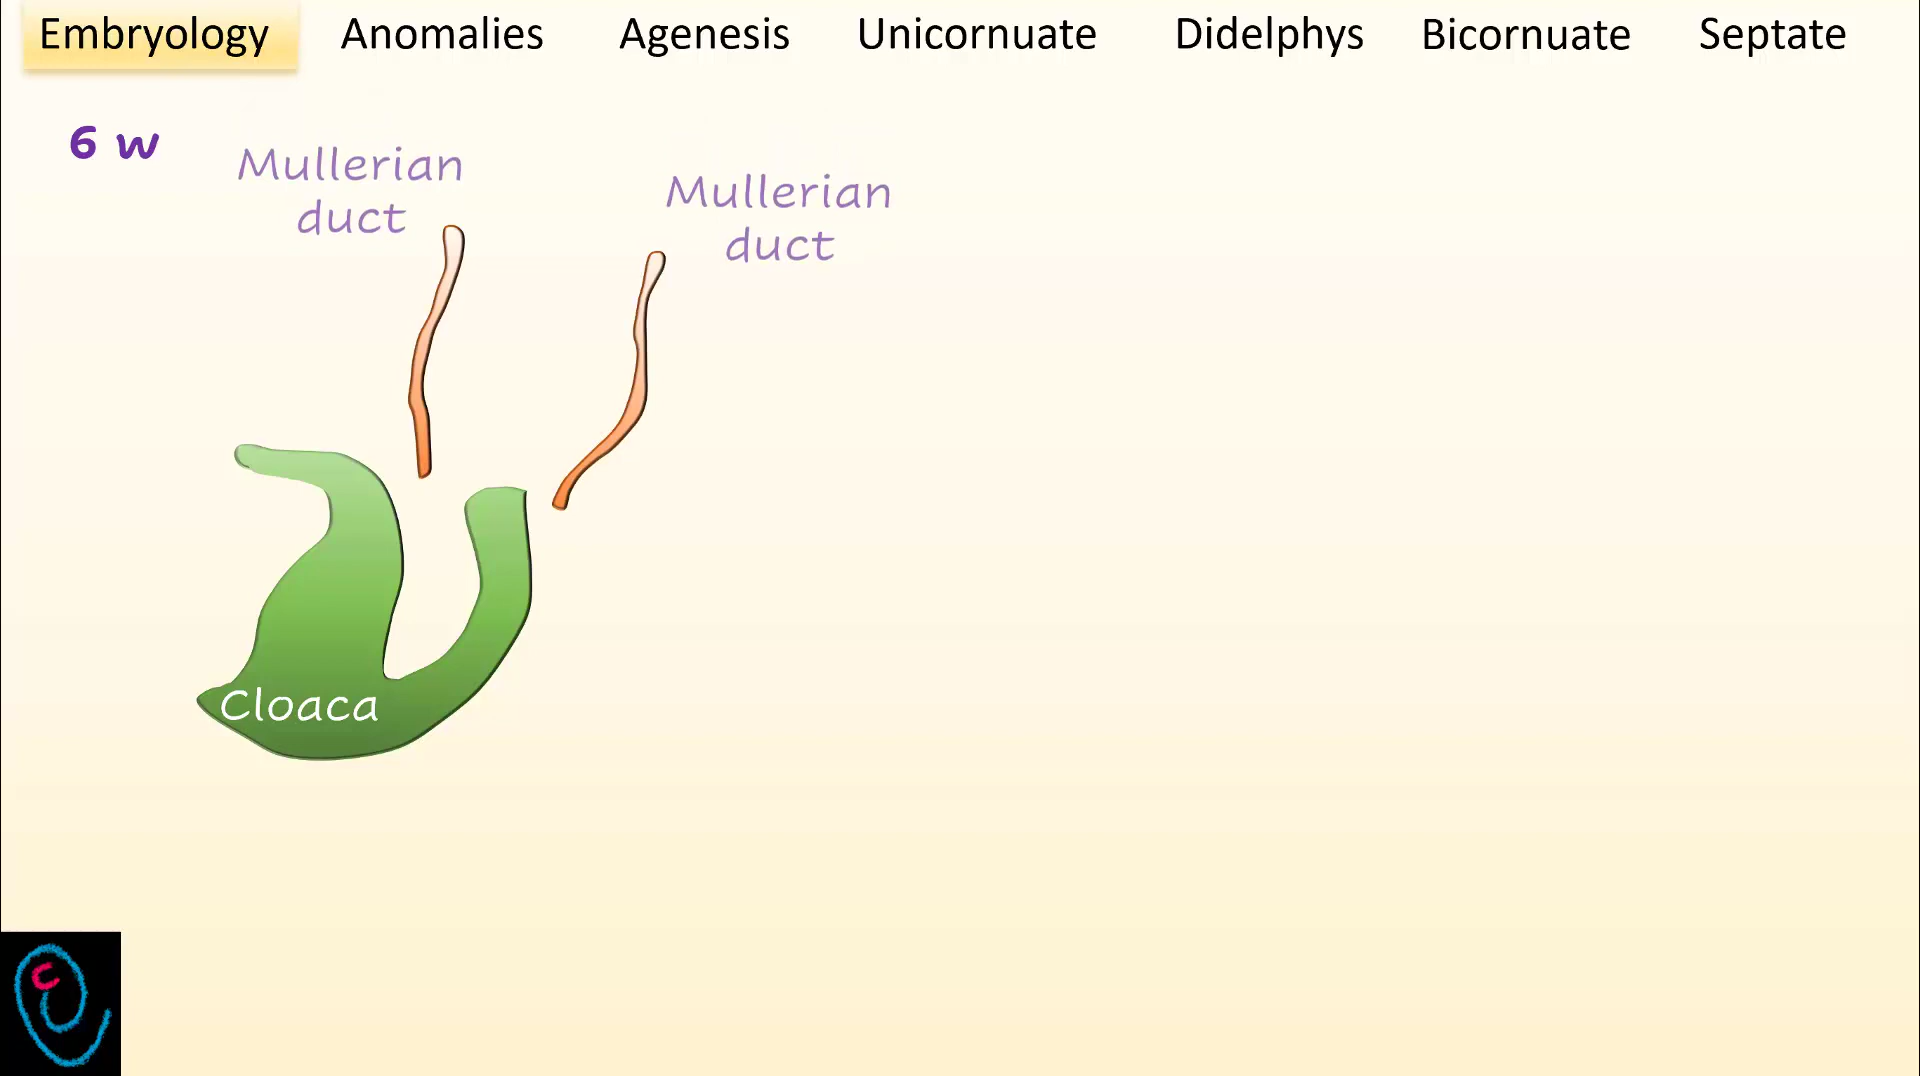 Embryology Anomalies Agenesis Unicornuate Didelphys Bicornuate Septate
6 w
Mullerian
duct
Mullerian
duct
Cloaca